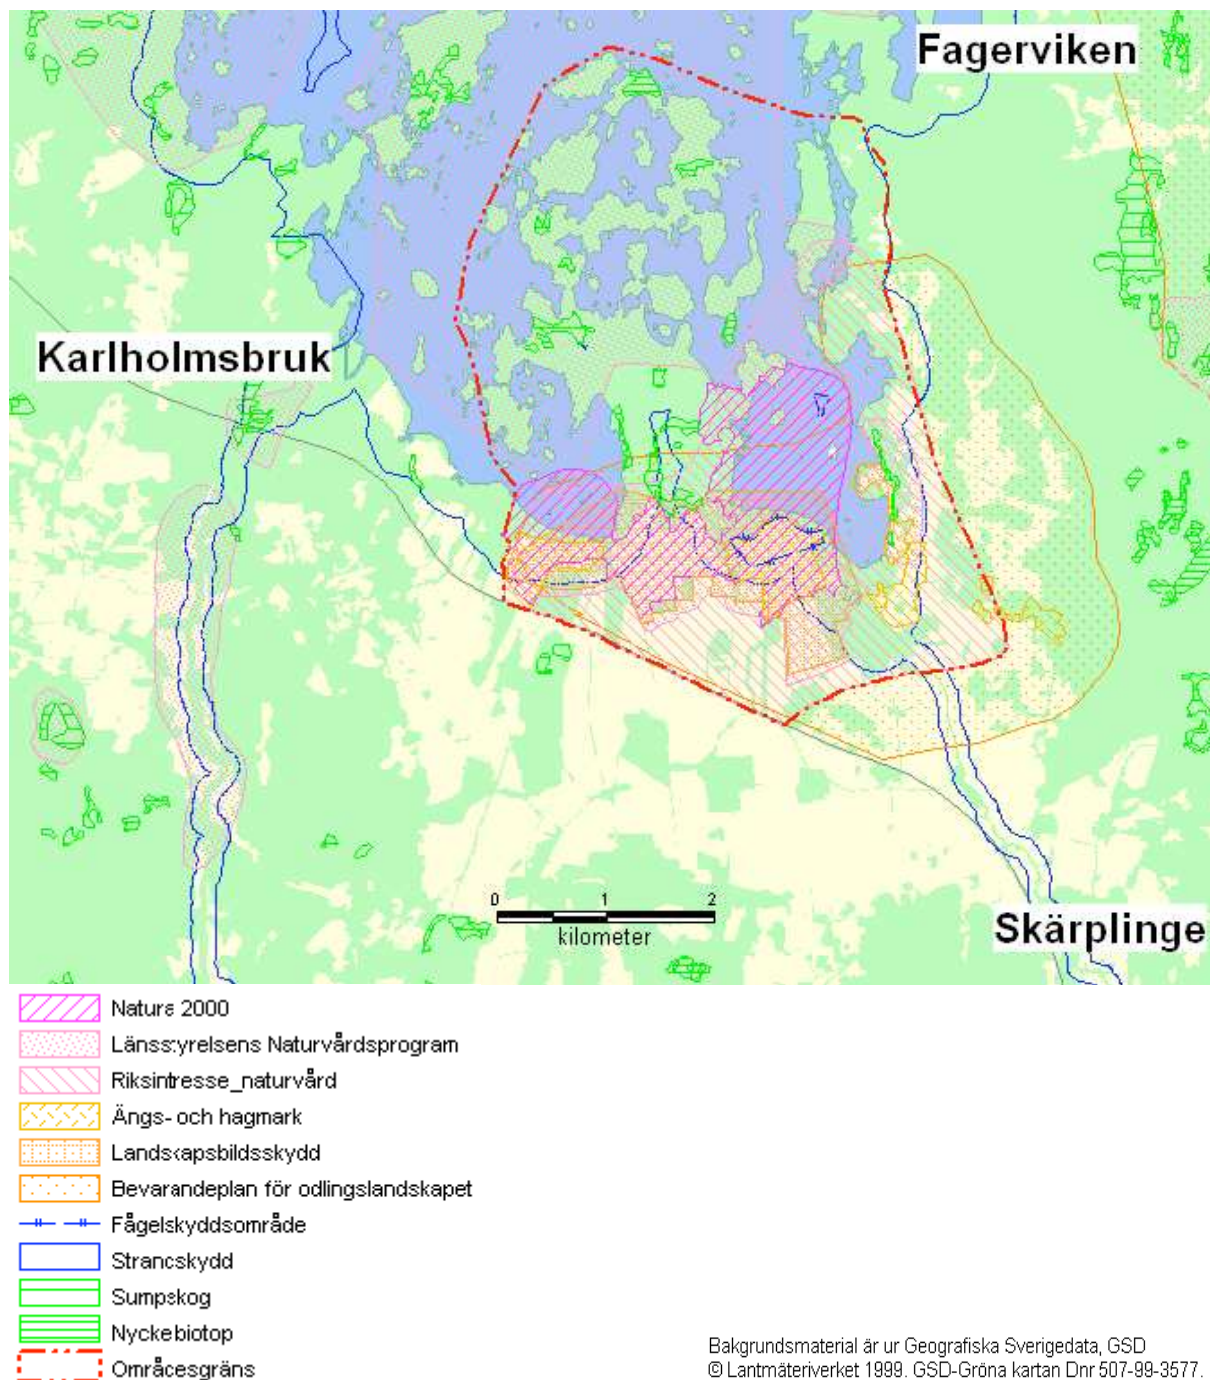 Fagerviken
Karlholmsbruk
0 1 2
kilometer
Skärplinge
Natura 2000
Länsstyrelsens Naturvårdsprogram
Riksintresse_naturvård
Ängs- och hagmark
Landskapsbildsskydd
Bevarandeplan för odlingslandskapet
Fågelskyddsområde
Strandskydd
Sumpskog
Nyckelbiotop
Områdesgräns
Bakgrundsmaterial är ur Geografiska Sverigedata, GSD
© Lantmäteriverket 1999. GSD-Gröna kartan Dnr 507-99-3577.